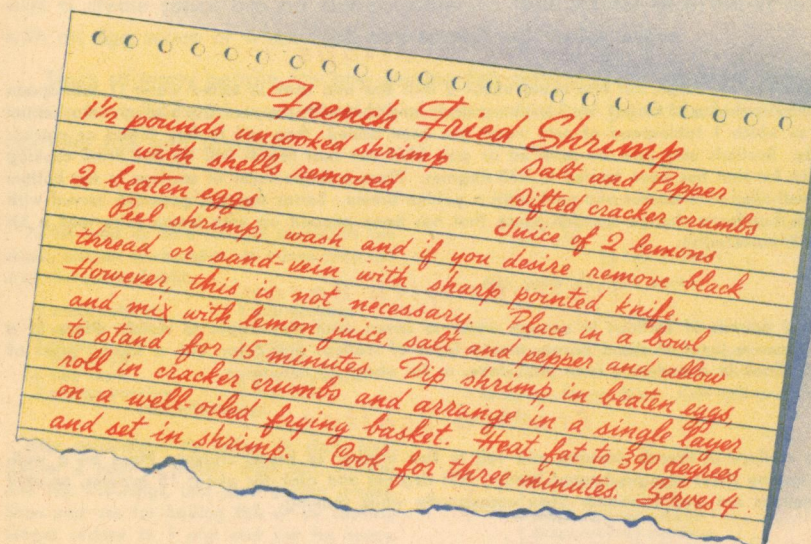 French Fried Shrimp
1½ pounds uncooked shrimp
with shells removed
2 beaten eggs
Salt and Pepper
Sifted cracker crumbs
Juice of 2 lemons
Peel shrimp, wash and if you desire remove black
thread or sand-vein with sharp pointed knife.
However, this is not necessary. Place in a bowl
and mix with lemon juice, salt and pepper and allow
to stand for 15 minutes. Dip shrimp in beaten eggs,
roll in cracker crumbs and arrange in a single layer
on a well-oiled frying basket. Heat fat to 390 degrees
and set in shrimp. Cook for three minutes. Serves 4